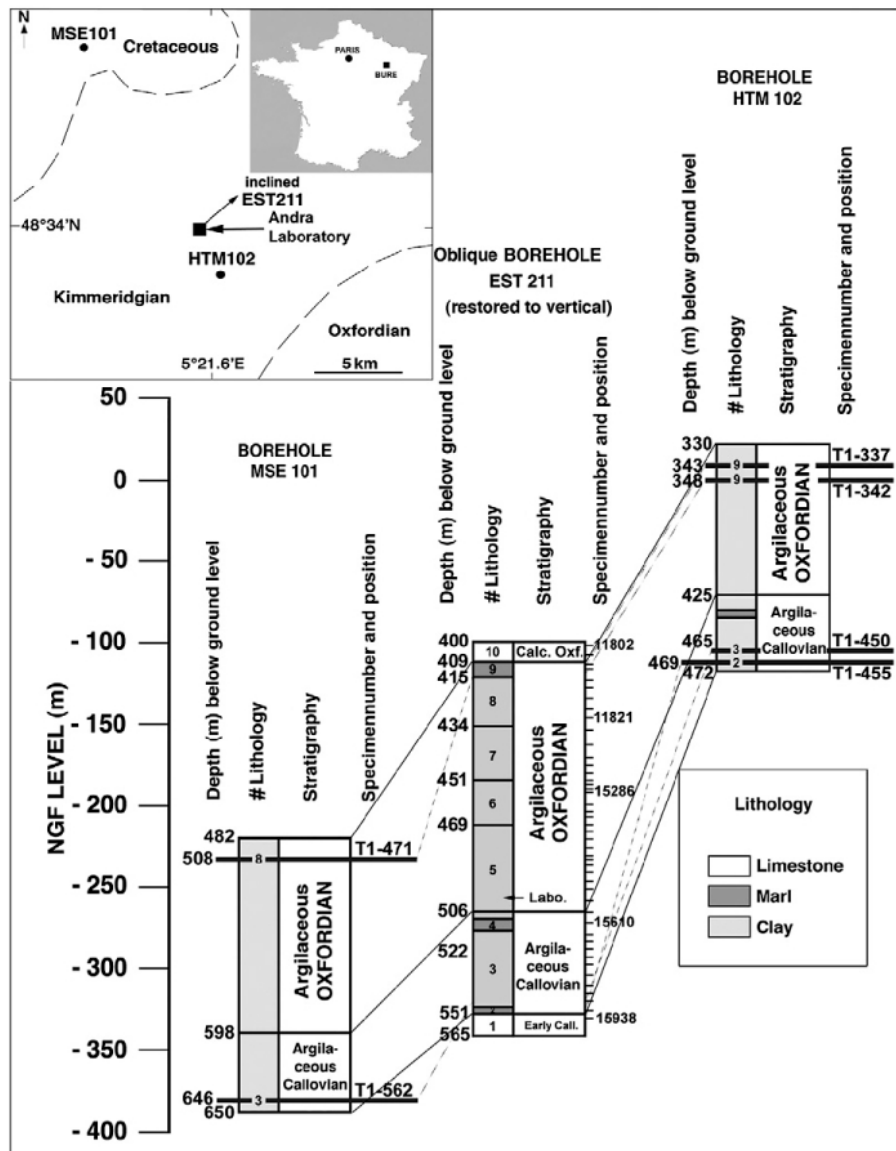 N
MSE101
Cretaceous
PARIS
BURE
inclined
EST211
Andra
Laboratory
48°34'N
HTM102
Kimmeridgian
Oxfordian
5°21.6'E
5 km
BOREHOLE
HTM 102
Depth (m) below ground level
# Lithology
Stratigraphy
Specimennumber and position
330
343
348
425
465
469
472
9
9
3
2
Argilaceous
OXFORDIAN
Argila-
ceous
Callovian
T1-337
T1-342
T1-450
T1-455
Oblique BOREHOLE
EST 211
(restored to vertical)
Depth (m) below ground level
# Lithology
Stratigraphy
Specimennumber and position
400
409
415
434
451
469
506
522
551
565
10
9
8
7
6
5
4
3
2
1
Calc. Oxf.
Argilaceous
OXFORDIAN
Labo.
Argila-
ceous
Callovian
Early Call.
11802
11821
15286
15610
15938
BOREHOLE
MSE 101
Depth (m) below ground level
# Lithology
Stratigraphy
Specimennumber and position
482
508
598
646
650
8
3
Argilaceous
OXFORDIAN
Argila-
ceous
Callovian
T1-471
T1-562
NGF LEVEL (m)
50
0
- 50
- 100
- 150
- 200
- 250
- 300
- 350
- 400
Lithology
Limestone
Marl
Clay